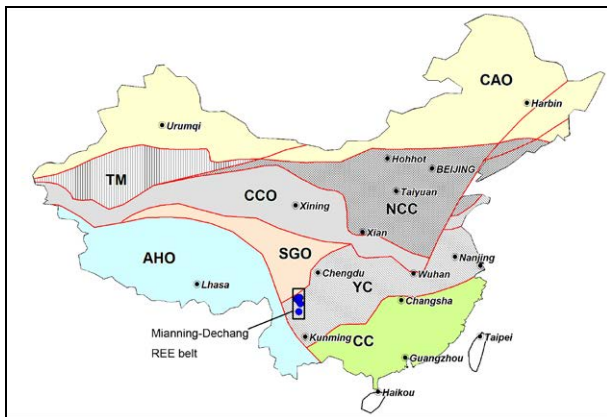 CAO
Harbin
Urumqi
Hohhot
BEIJING
TM
Taiyuan
CCO
NCC
Xining
Xian
SGO
AHO
Nanjing
Chengdu
Wuhan
Lhasa
YC
Changsha
Mianning-Dechang
REE belt
Kunming
CC
Taipei
Guangzhou
Haikou